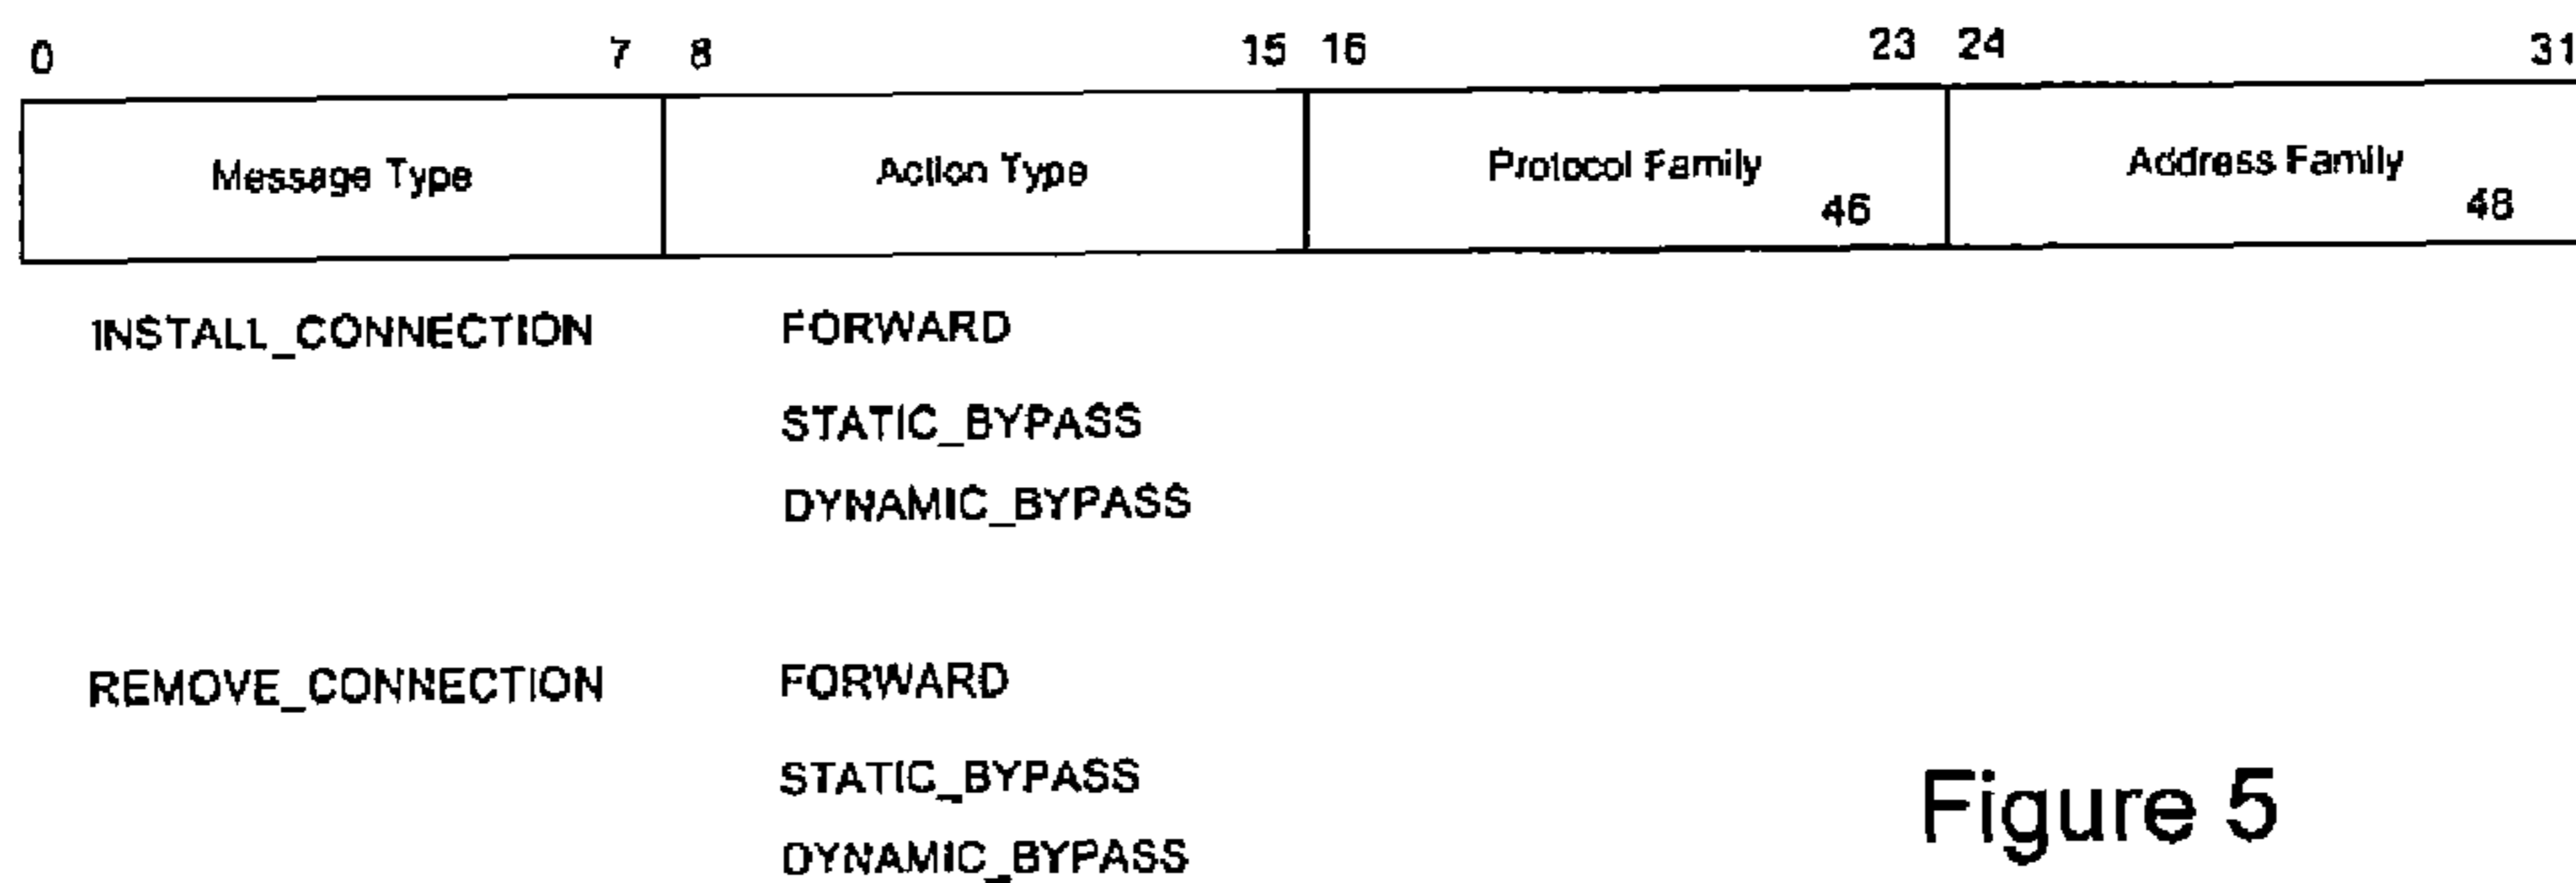 0 7 8 15 16 23 24 31
Message Type Action Type Protocol Family Address Family
46 48
INSTALL_CONNECTION FORWARD
STATIC_BYPASS
DYNAMIC_BYPASS
REMOVE_CONNECTION FORWARD
STATIC_BYPASS
DYNAMIC_BYPASS
Figure 5